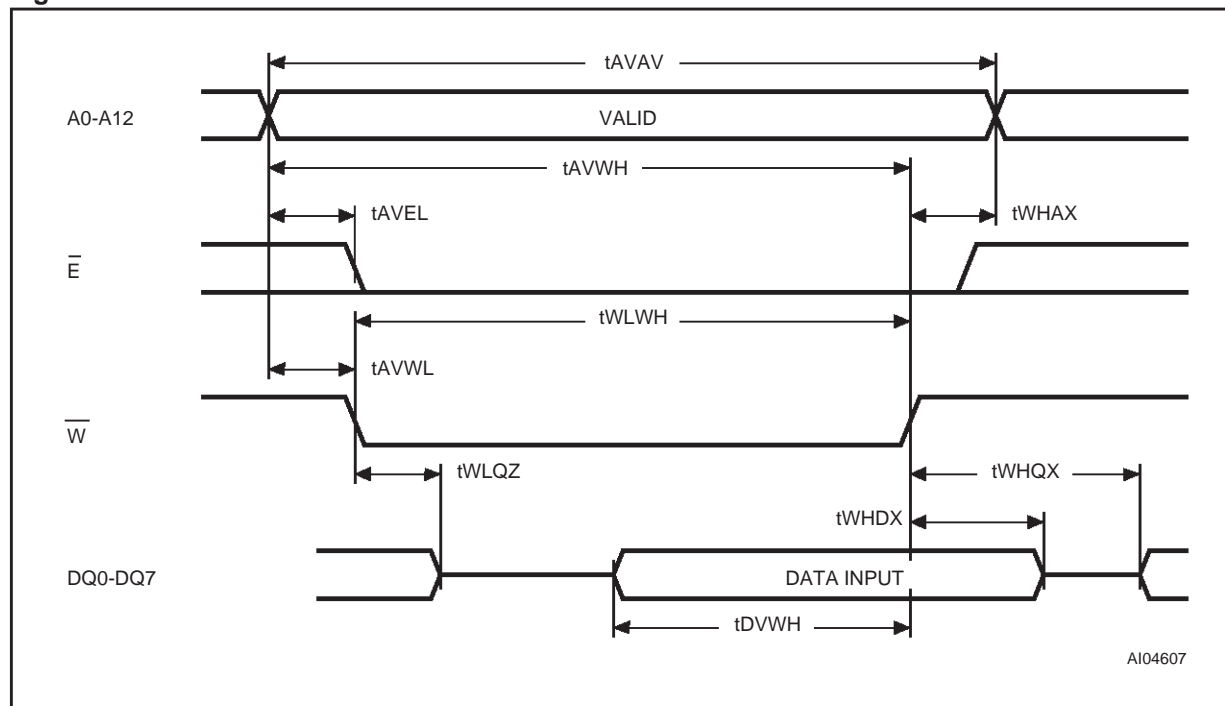 tAVAV
A0-A12
VALID
tAVWH
tAVEL
tWHAX
E
tWLWH
tAVWL
W
tWLQZ
tWHQX
tWHDX
DQ0-DQ7
DATA INPUT
tDVWH
AI04607